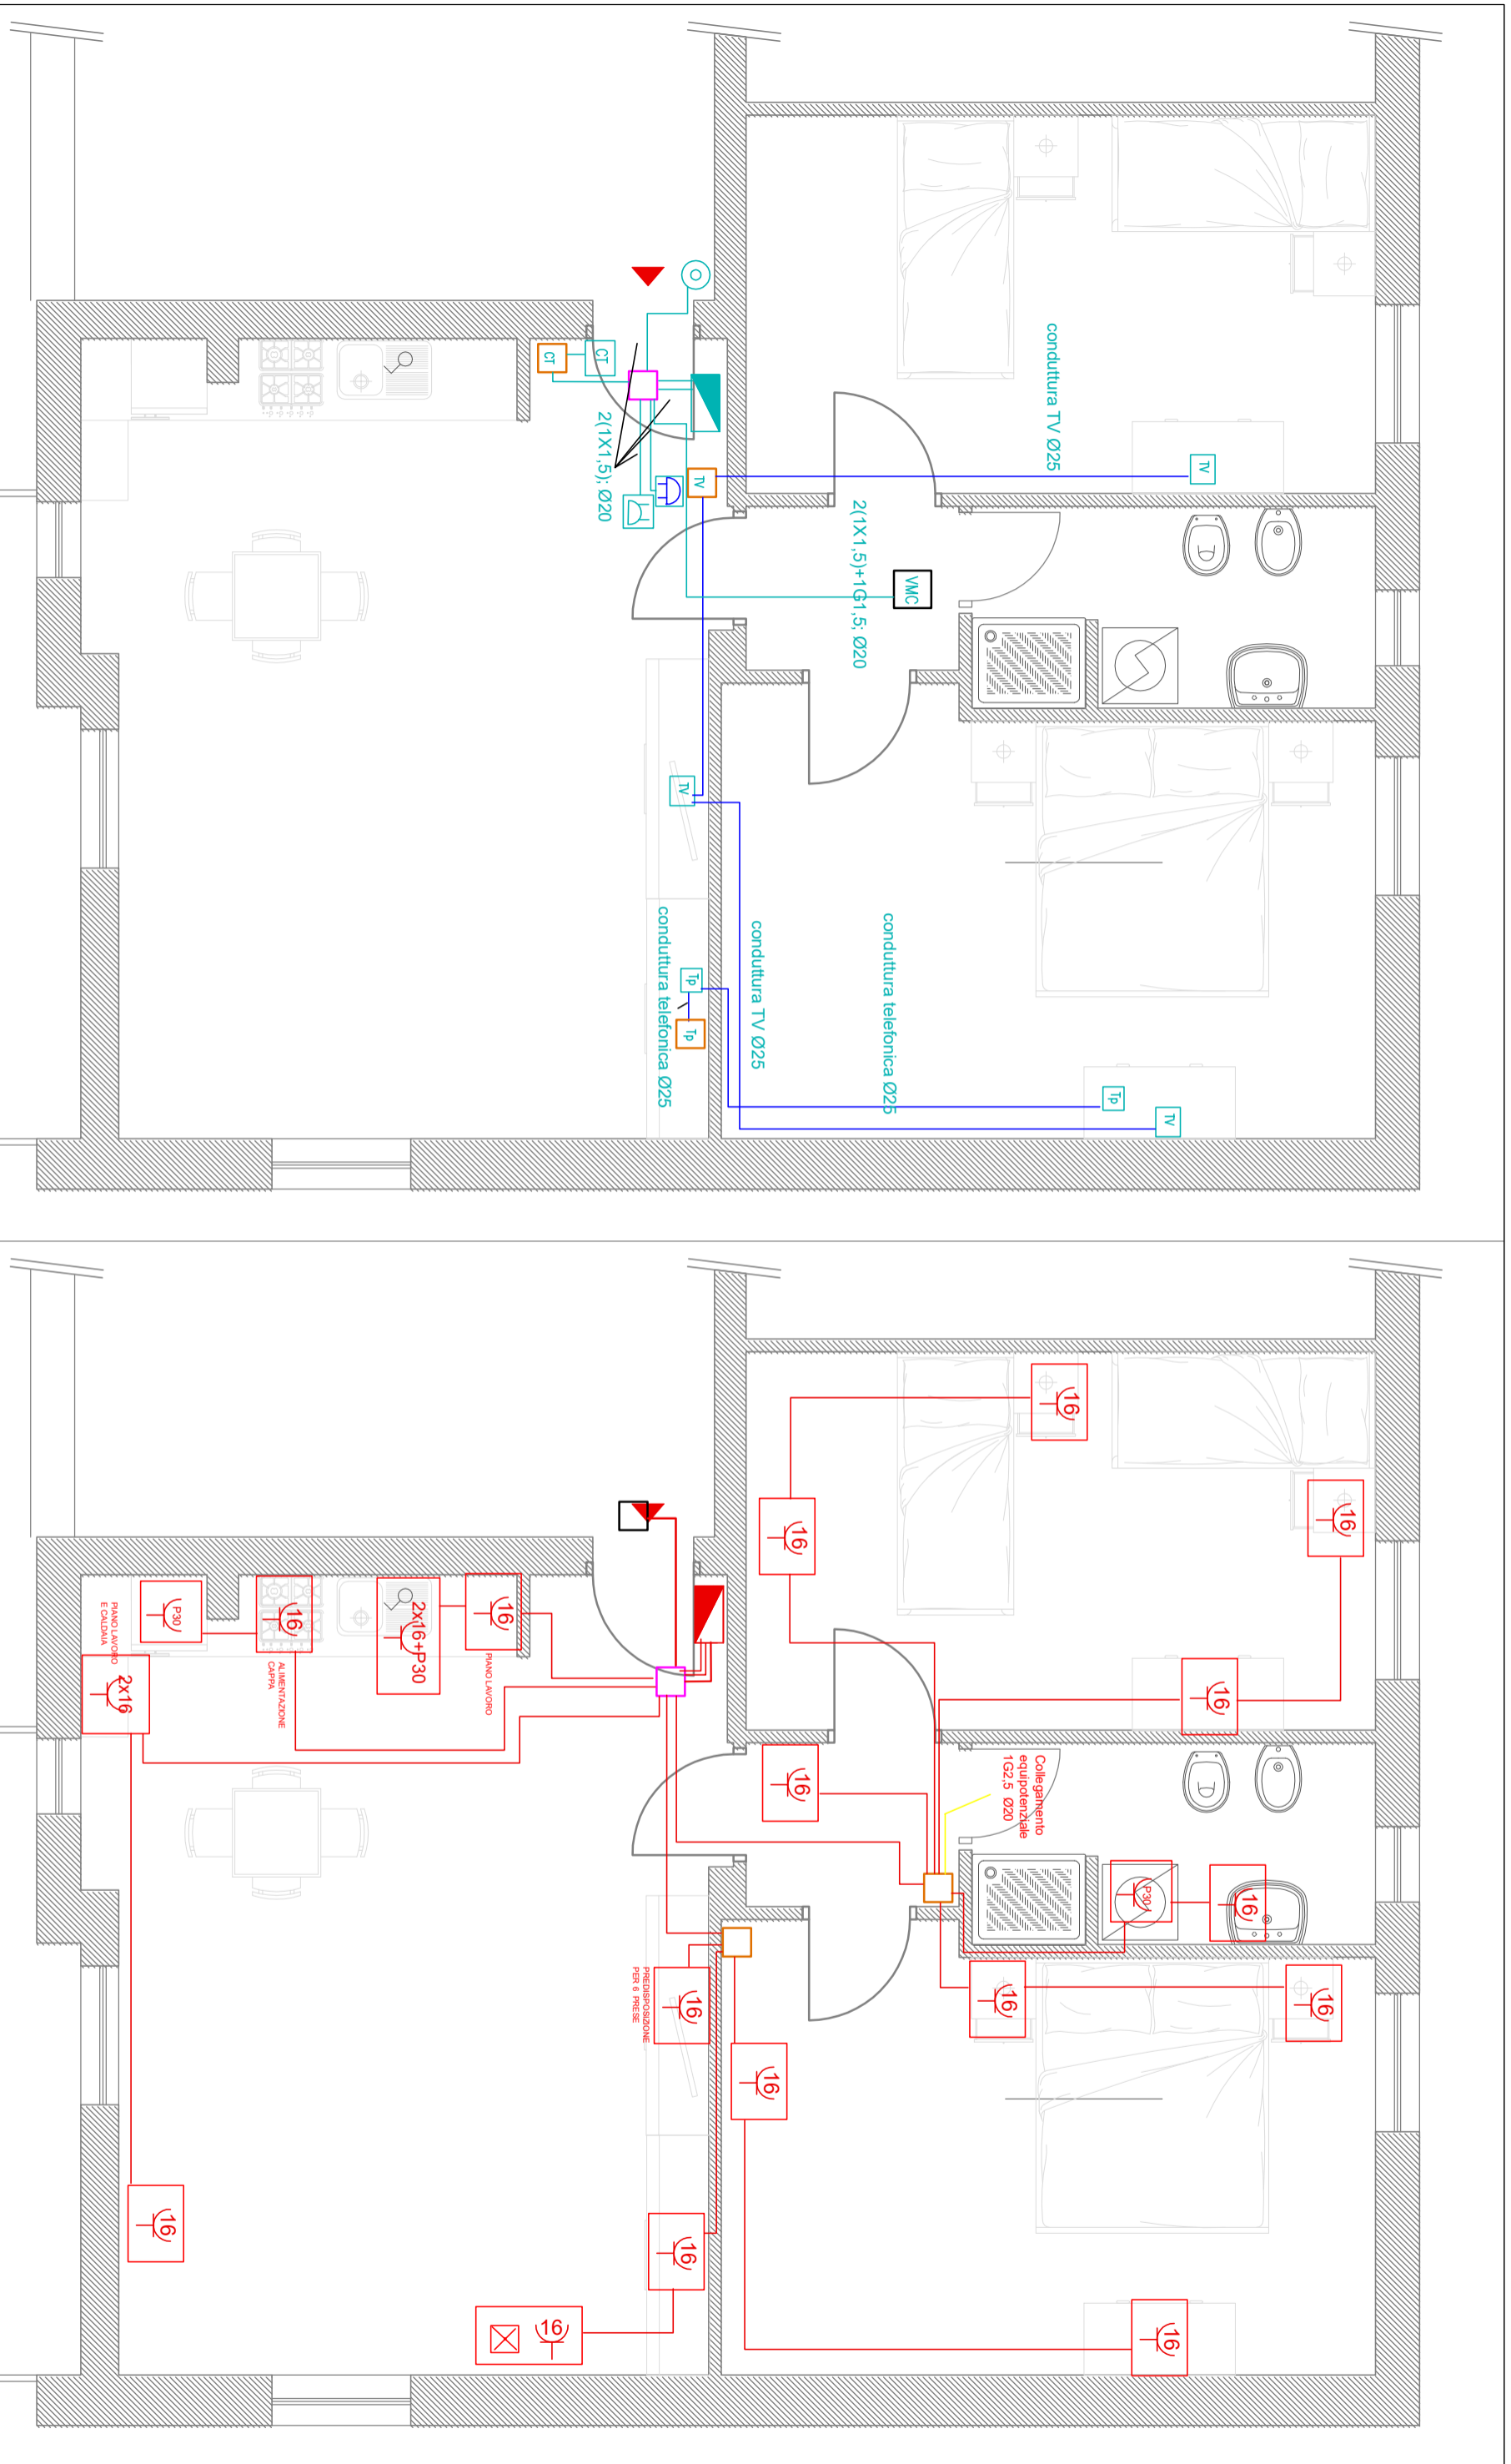 conduttura TV Ø25
TV
CT
CT
2(1X1,5); Ø20
TV
2(1X1,5)+1G1,5; Ø20
VMC
TV
conduttura telefonica Ø25
conduttura TV Ø25
conduttura telefonica Ø25
Tp
Tp
Tp
TV
16
16
16
16
16
Collegamento
equipotenziale
1G2,5 Ø20
P30
16
16
16
16
2x16+P30
16
P30
PIANO LAVORO
ALIMENTAZIONE
CAPPA
PIANO LAVORO
E CALDAIA
2x16
PREDISPOSIZIONE
PER 6 PRESE
16
16
16
16
16
16